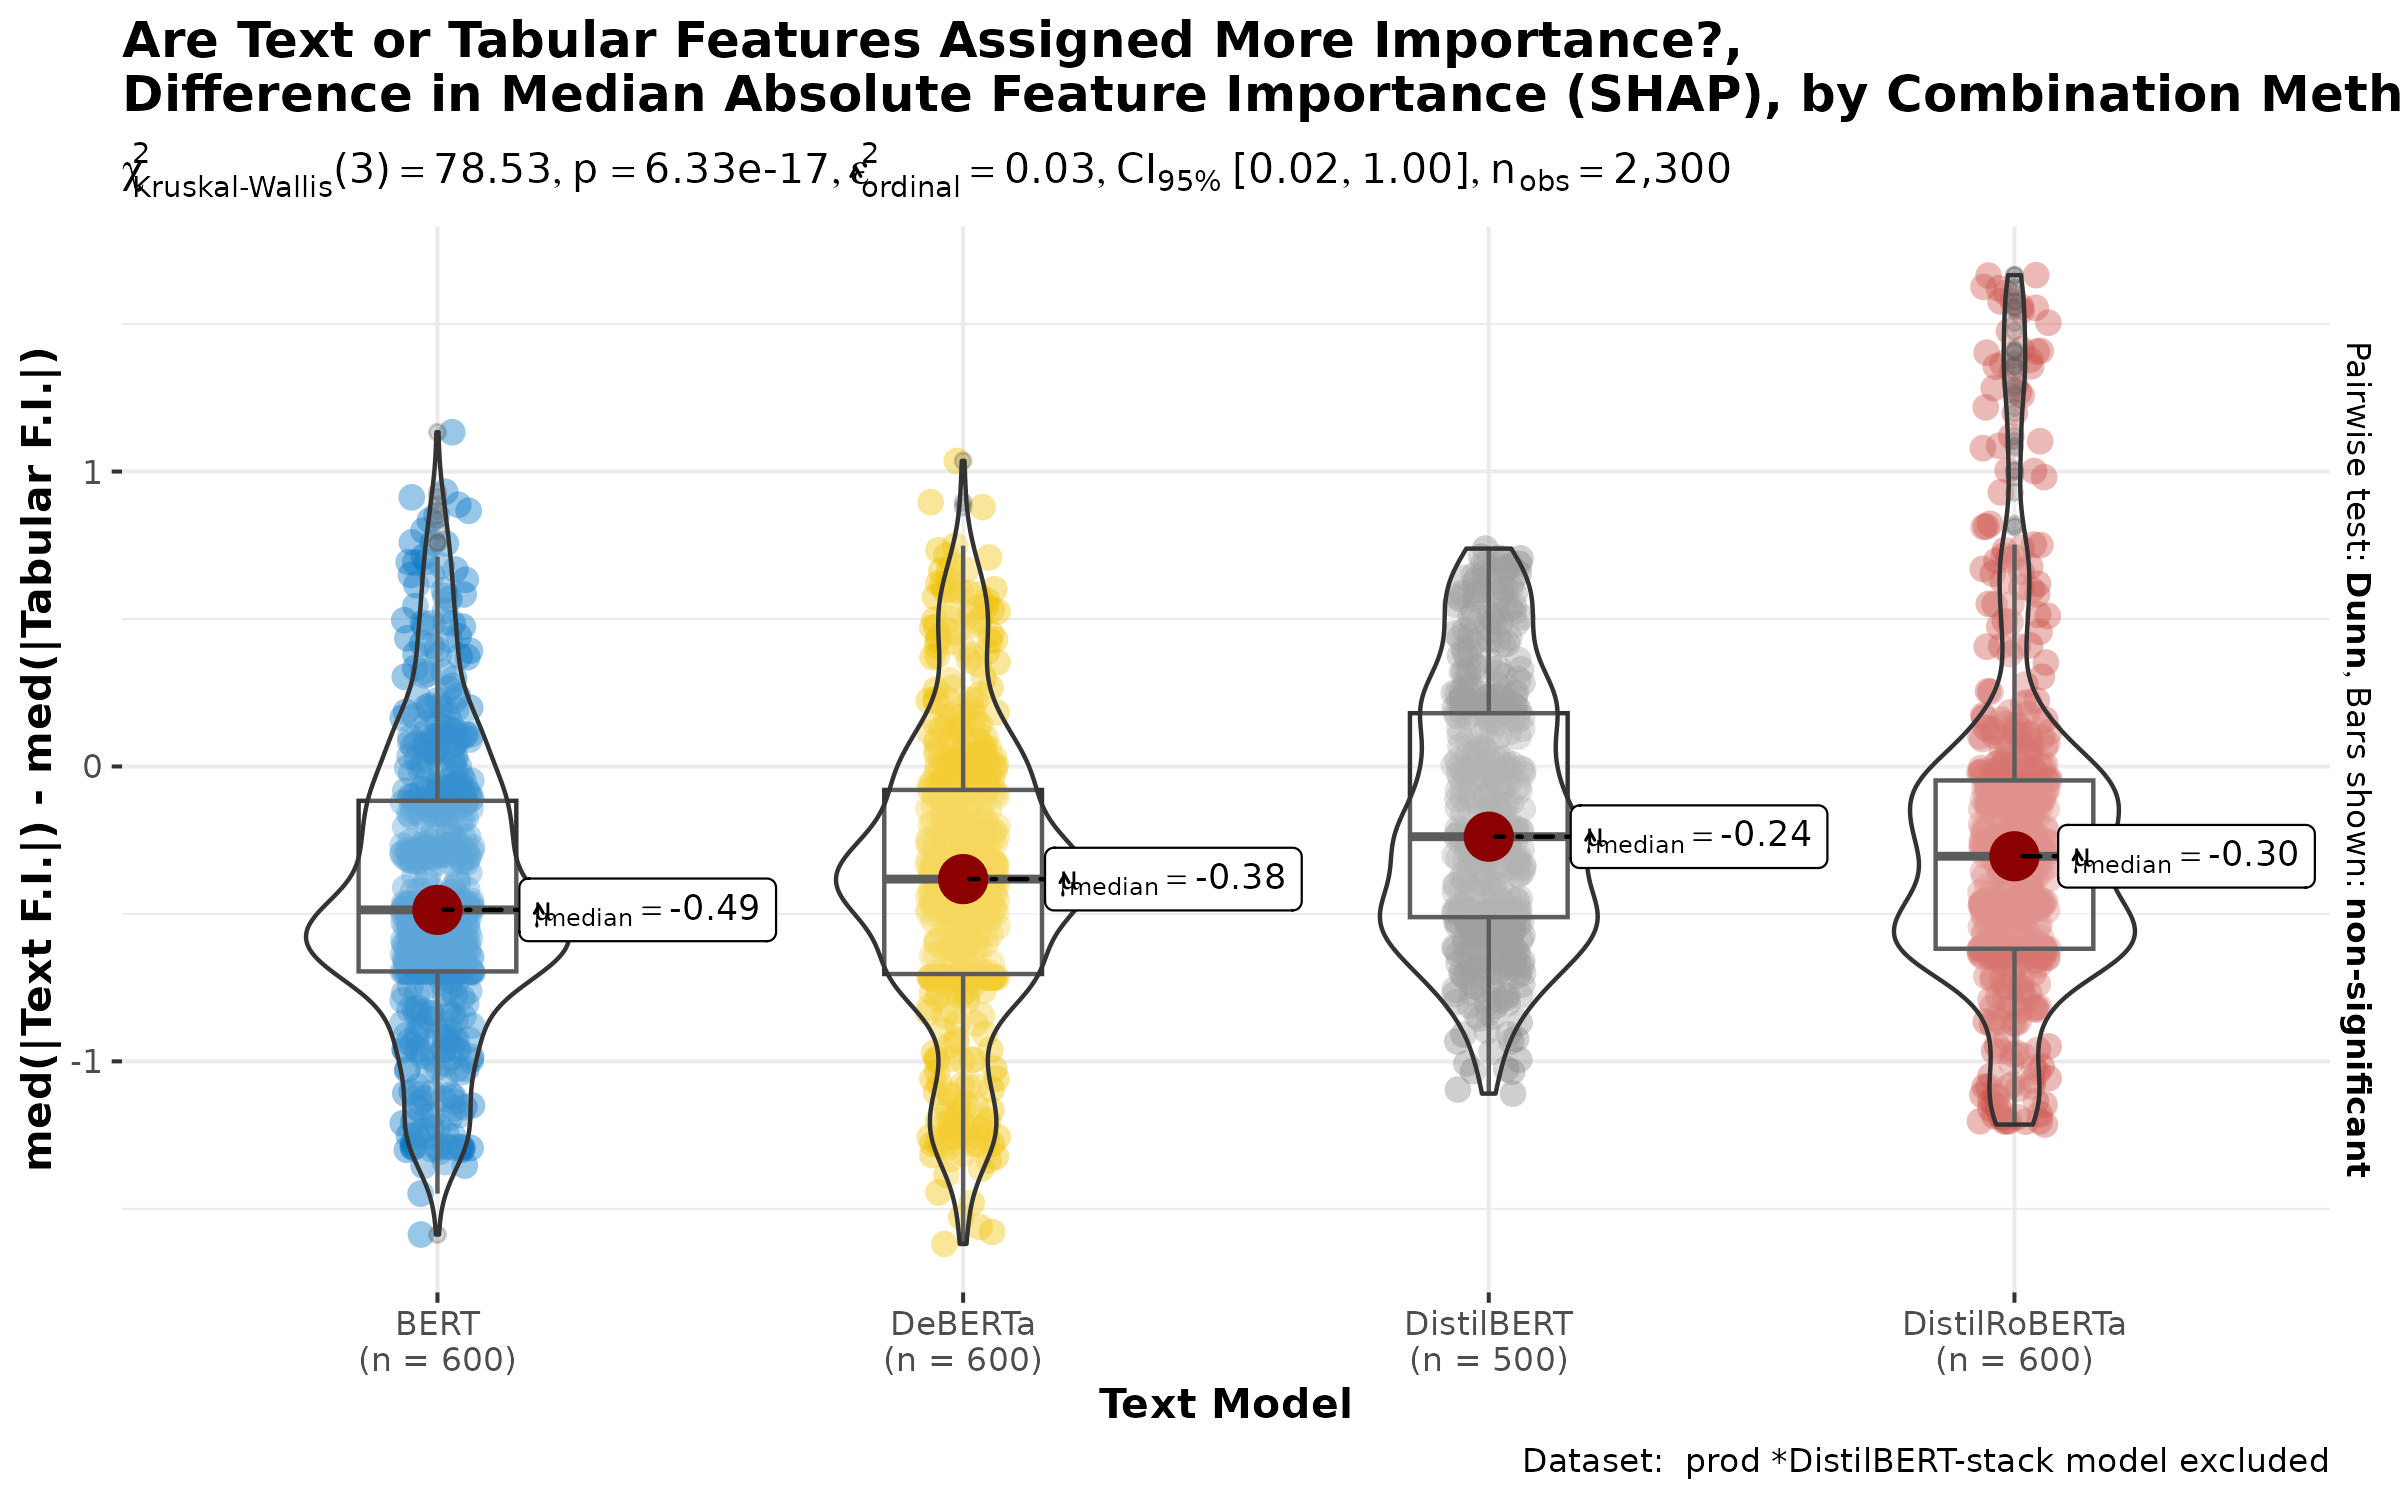 Are Text or Tabular Features Assigned More Importance?,
Difference in Median Absolute Feature Importance (SHAP), by Combination Meth
χ²Kruskal-Wallis(3) = 78.53, p = 6.33e-17, ε̂²ordinal = 0.03, CI95% [0.02, 1.00], nobs = 2,300
med(|Text F.I.|) - med(|Tabular F.I.|)
1
0
-1
μ̂median = -0.49
μ̂median = -0.38
μ̂median = -0.24
μ̂median = -0.30
Pairwise test: Dunn, Bars shown: non-significant
BERT
(n = 600)
DeBERTa
(n = 600)
DistilBERT
(n = 500)
DistilRoBERTa
(n = 600)
Text Model
Dataset:  prod *DistilBERT-stack model excluded